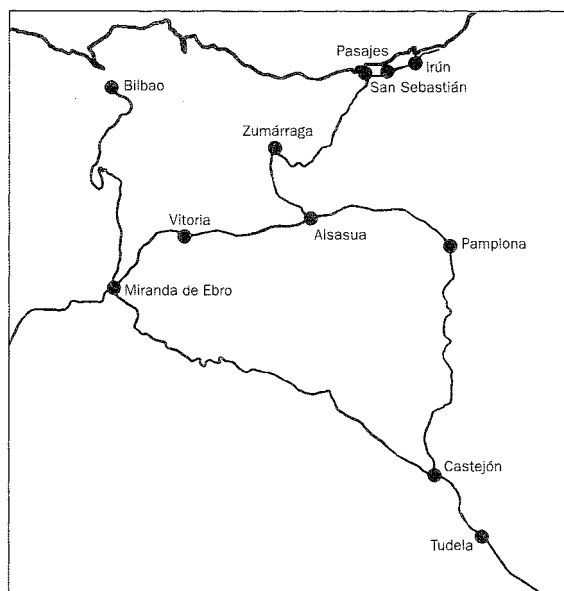 Pasajes
Irún
San Sebastián
Bilbao
Zumárraga
Vitoria
Alsasua
Pamplona
Miranda de Ebro
Castejón
Tudela